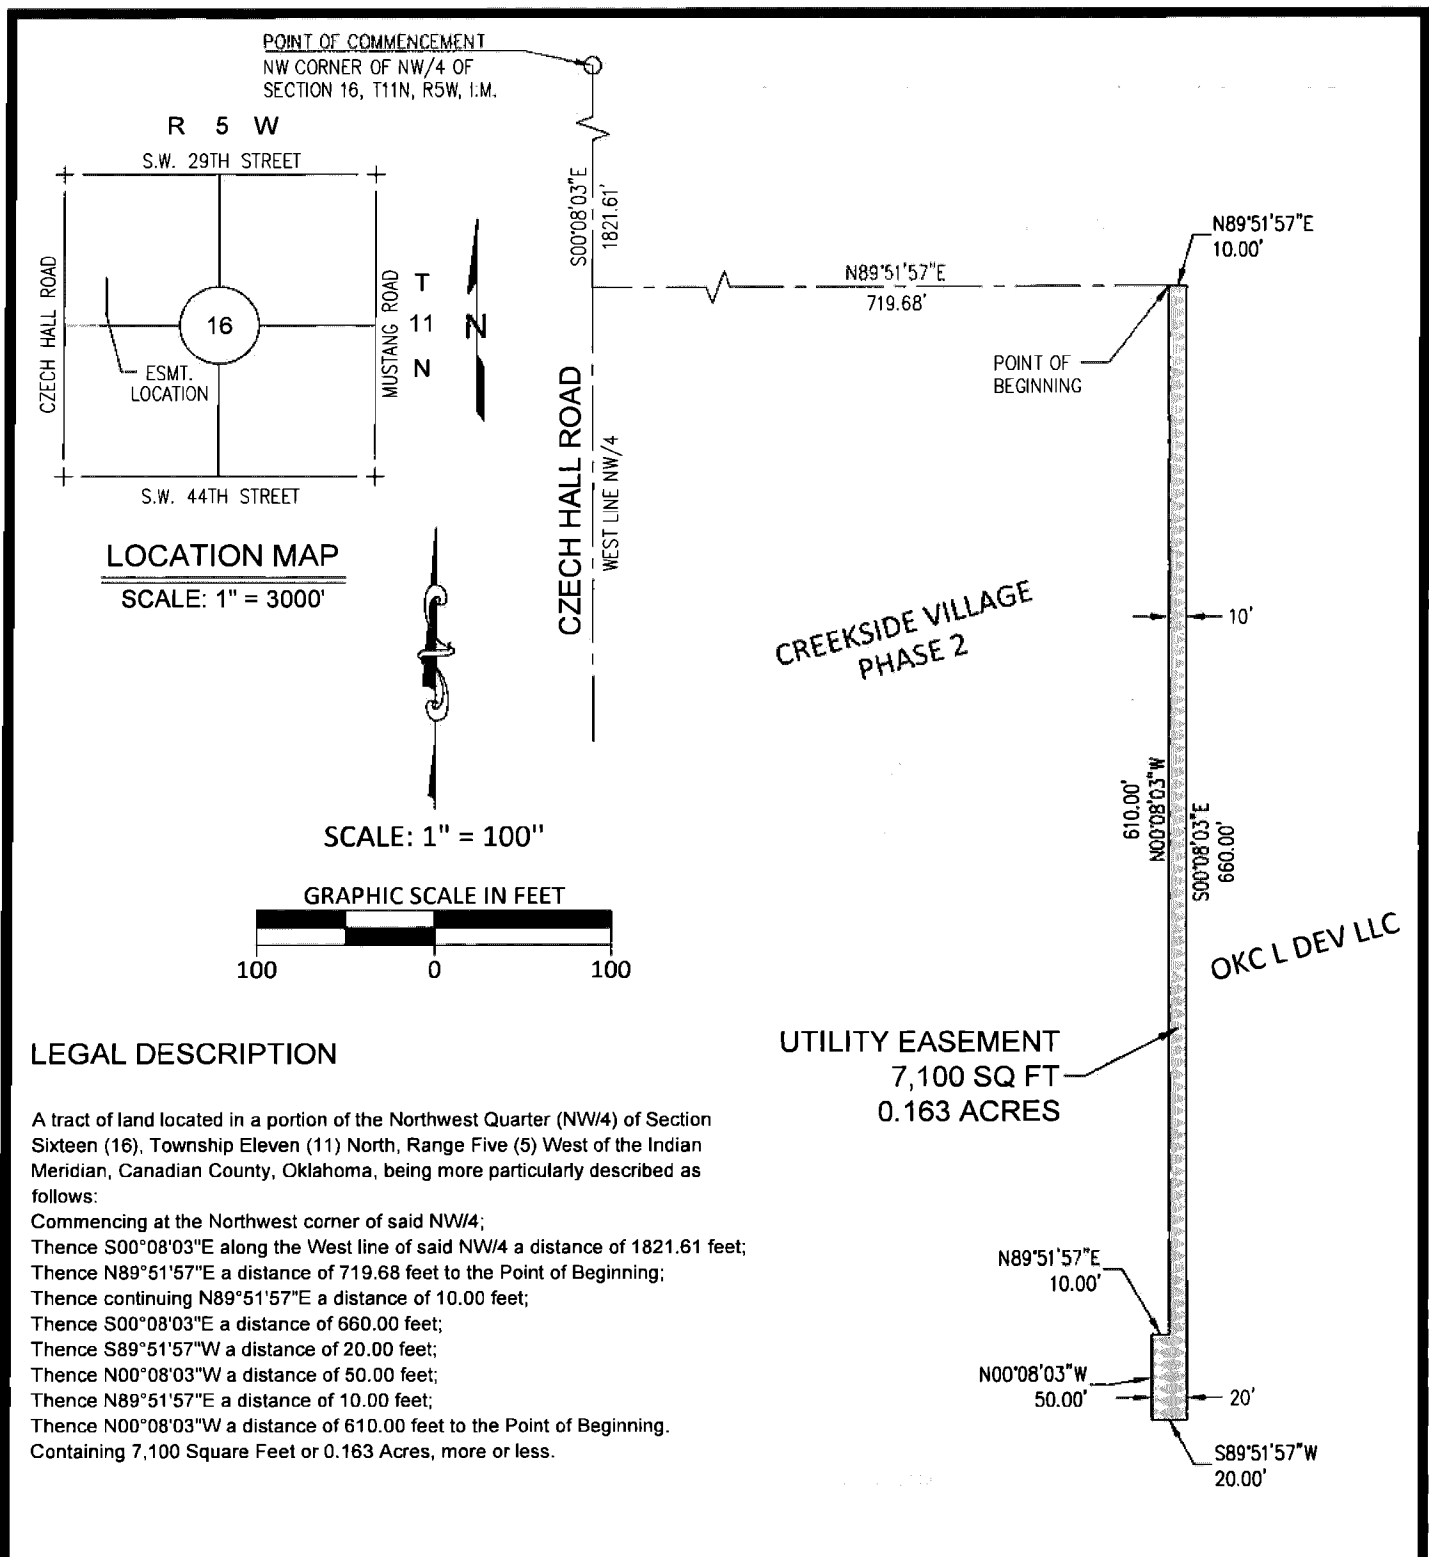 POINT OF COMMENCEMENT
NW CORNER OF NW/4 OF
SECTION 16, T11N, R5W, I.M.
R 5 W
S.W. 29TH STREET
CZECH HALL ROAD
16
MUSTANG ROAD
T
11
N
N
ESMT.
LOCATION
S.W. 44TH STREET
LOCATION MAP
SCALE: 1" = 3000'
S00°08'03"E
1821.61'
N89°51'57"E
719.68'
N89°51'57"E
10.00'
POINT OF
BEGINNING
CZECH HALL ROAD
WEST LINE NW/4
CREEKSIDE VILLAGE
PHASE 2
10'
610.00'
N00°08'03"W
S00°08'03"E
660.00'
OKC L DEV LLC
SCALE: 1" = 100"
GRAPHIC SCALE IN FEET
100 0 100
UTILITY EASEMENT
7,100 SQ FT
0.163 ACRES
N89°51'57"E
10.00'
N00°08'03"W
50.00'
20'
S89°51'57"W
20.00'
LEGAL DESCRIPTION
A tract of land located in a portion of the Northwest Quarter (NW/4) of Section
Sixteen (16), Township Eleven (11) North, Range Five (5) West of the Indian
Meridian, Canadian County, Oklahoma, being more particularly described as
follows:
Commencing at the Northwest corner of said NW/4;
Thence S00°08'03"E along the West line of said NW/4 a distance of 1821.61 feet;
Thence N89°51'57"E a distance of 719.68 feet to the Point of Beginning;
Thence continuing N89°51'57"E a distance of 10.00 feet;
Thence S00°08'03"E a distance of 660.00 feet;
Thence S89°51'57"W a distance of 20.00 feet;
Thence N00°08'03"W a distance of 50.00 feet;
Thence N89°51'57"E a distance of 10.00 feet;
Thence N00°08'03"W a distance of 610.00 feet to the Point of Beginning.
Containing 7,100 Square Feet or 0.163 Acres, more or less.